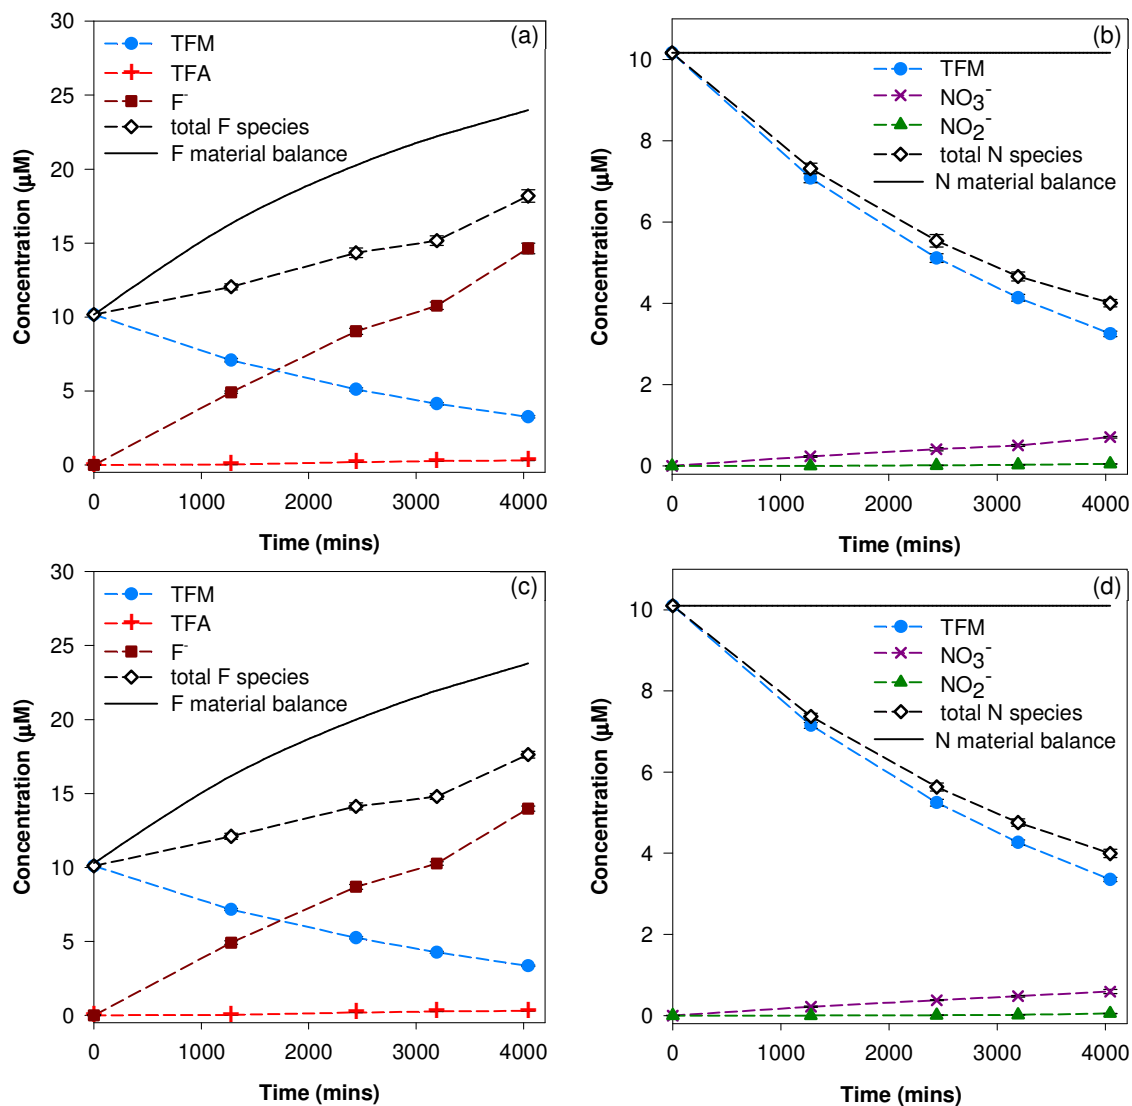 (a)
30
25
20
15
10
5
0
Concentration (μM)
TFM
TFA
F-
total F species
F material balance
0 1000 2000 3000 4000
Time (mins)
(b)
10
8
6
4
2
0
Concentration (μM)
TFM
NO3-
NO2-
total N species
N material balance
0 1000 2000 3000 4000
Time (mins)
(c)
30
25
20
15
10
5
0
Concentration (μM)
TFM
TFA
F-
total F species
F material balance
0 1000 2000 3000 4000
Time (mins)
(d)
10
8
6
4
2
0
Concentration (μM)
TFM
NO3-
NO2-
total N species
N material balance
0 1000 2000 3000 4000
Time (mins)